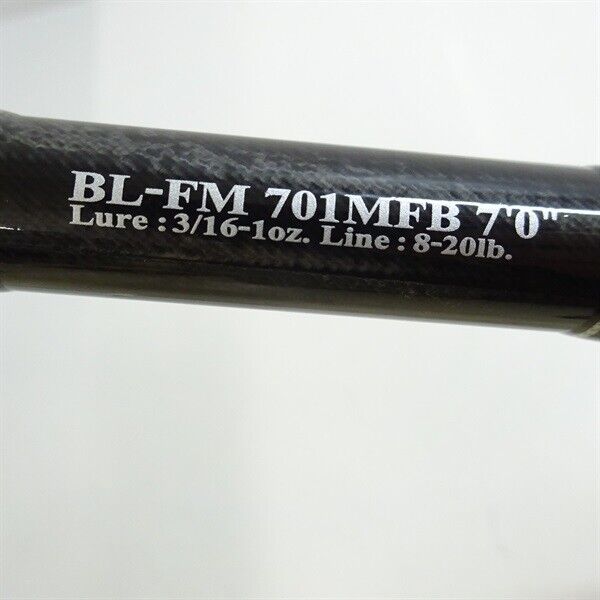 BL-FM 701MFB 7'0"
Lure : 3/16-1oz. Line : 8-20lb.